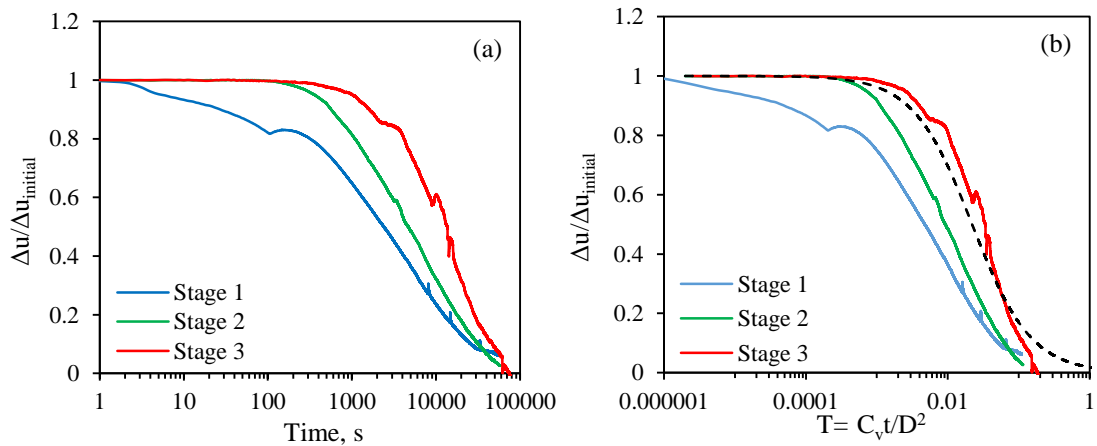 (a)
1.2
1
0.8
0.6
0.4
0.2
0
Δu/Δu_initial
Stage 1
Stage 2
Stage 3
1 10 100 1000 10000 100000
Time, s
(b)
1.2
1
0.8
0.6
0.4
0.2
0
Δu/Δu_initial
Stage 1
Stage 2
Stage 3
0.000001 0.0001 0.01 1
T= C_v t/D²